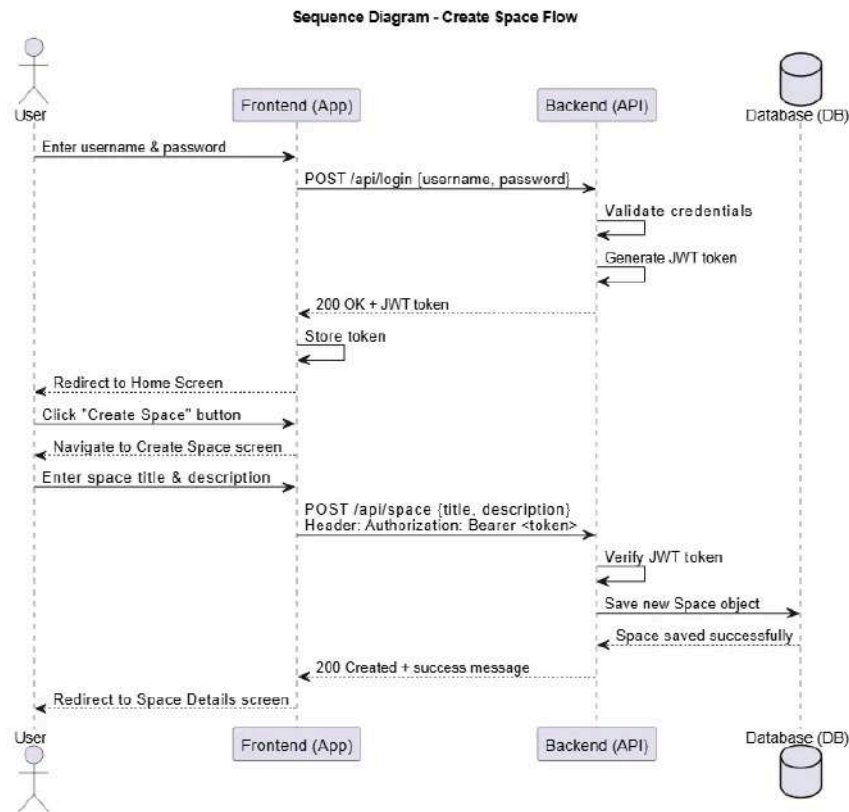 Sequence Diagram - Create Space Flow
User
Frontend (App)
Backend (API)
Database (DB)
Enter username & password
POST /api/login {username, password}
Validate credentials
Generate JWT token
200 OK + JWT token
Store token
Redirect to Home Screen
Click "Create Space" button
Navigate to Create Space screen
Enter space title & description
POST /api/space {title, description}
Header: Authorization: Bearer <token>
Verify JWT token
Save new Space object
Space saved successfully
200 Created + success message
Redirect to Space Details screen
User
Frontend (App)
Backend (API)
Database (DB)